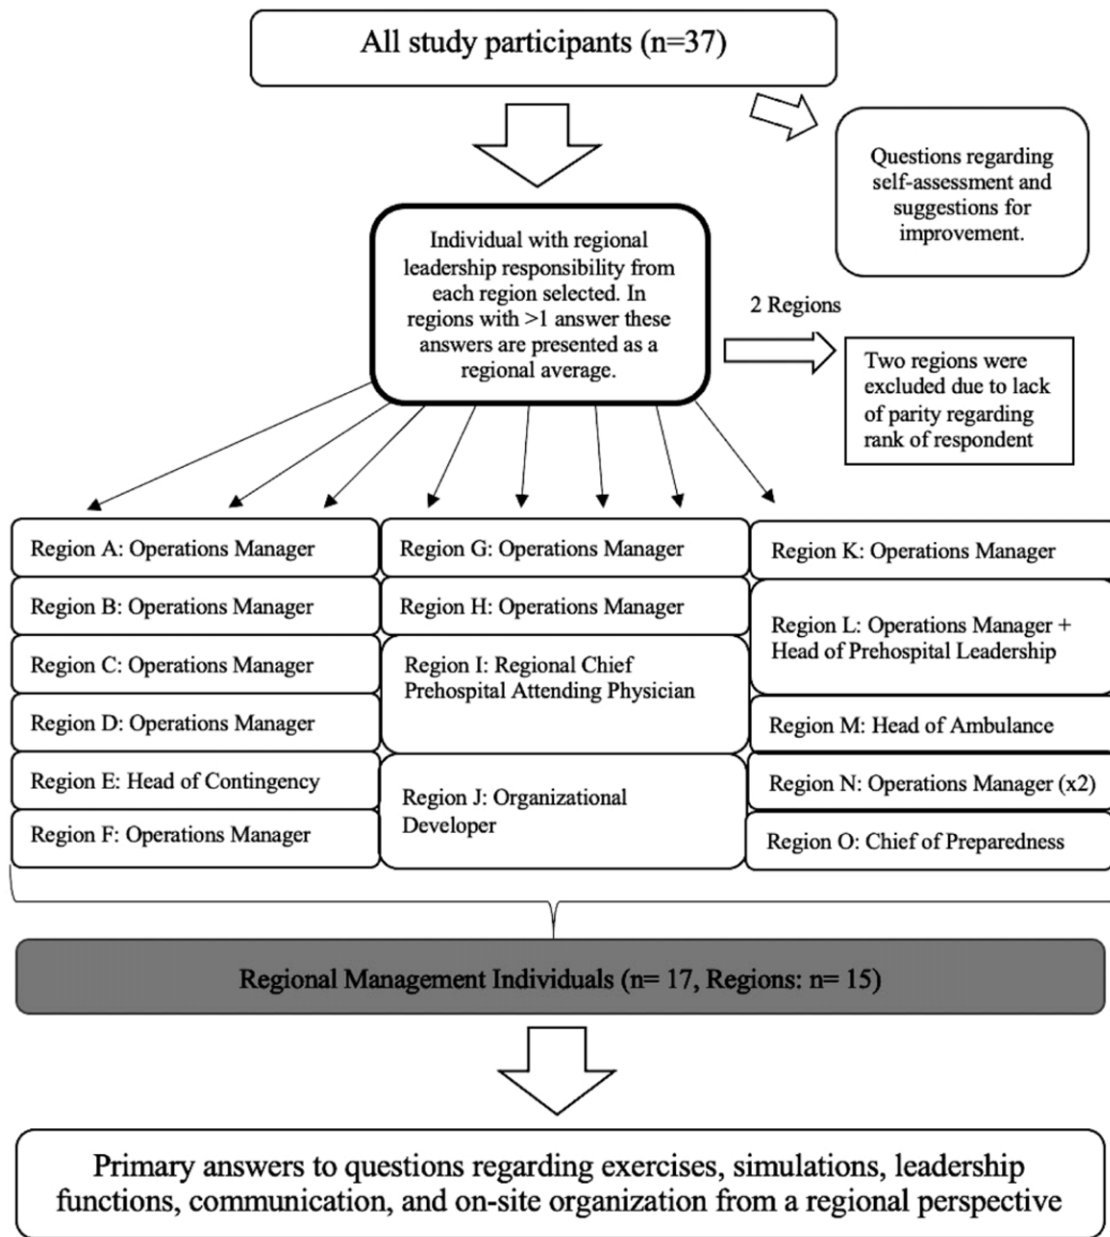 All study participants (n=37)
Questions regarding
self-assessment and
suggestions for
improvement.
Individual with regional
leadership responsibility from
each region selected. In
regions with >1 answer these
answers are presented as a
regional average.
2 Regions
Two regions were
excluded due to lack
of parity regarding
rank of respondent
Region A: Operations Manager
Region B: Operations Manager
Region C: Operations Manager
Region D: Operations Manager
Region E: Head of Contingency
Region F: Operations Manager
Region G: Operations Manager
Region H: Operations Manager
Region I: Regional Chief
Prehospital Attending Physician
Region J: Organizational
Developer
Region K: Operations Manager
Region L: Operations Manager +
Head of Prehospital Leadership
Region M: Head of Ambulance
Region N: Operations Manager (x2)
Region O: Chief of Preparedness
Regional Management Individuals (n= 17, Regions: n= 15)
Primary answers to questions regarding exercises, simulations, leadership
functions, communication, and on-site organization from a regional perspective